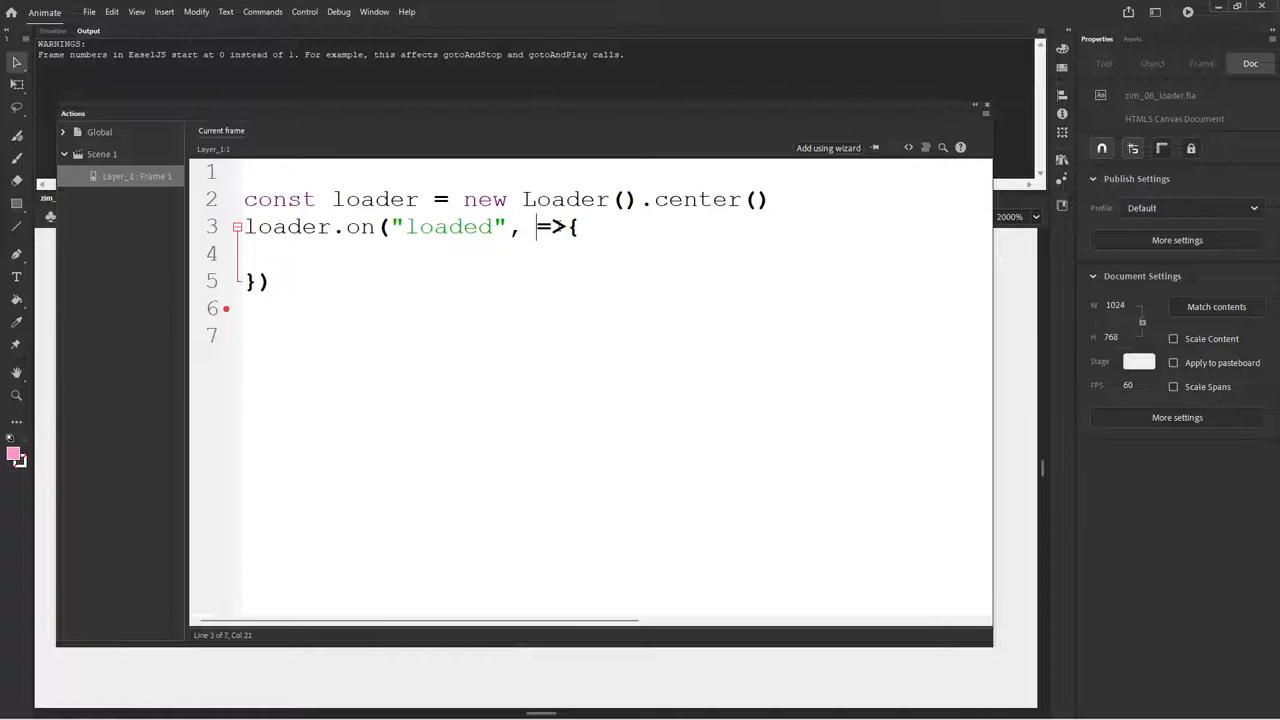 Animate File Edit View Insert Modify Text Commands Control Debug Window Help
Timeline Output
WARNINGS:
Frame numbers in EaselJS start at 0 instead of 1. For example, this affects gotoAndStop and gotoAndPlay calls.
Actions
Global
Scene 1
Layer_1 : Frame 1
Current frame
Layer_1:1
Add using wizard
1
2 const loader = new Loader().center()
3 loader.on("loaded", =>{
4
5 })
6
7
Line 3 of 7, Col 21
zim_
2000%
Properties Assets
Tool Object Frame Doc
zim_08_loader.fla
HTML5 Canvas Document
Publish Settings
Profile Default
More settings
Document Settings
W 1024
Match contents
H 768
Scale Content
Stage
Apply to pasteboard
FPS 60
Scale Spans
More settings